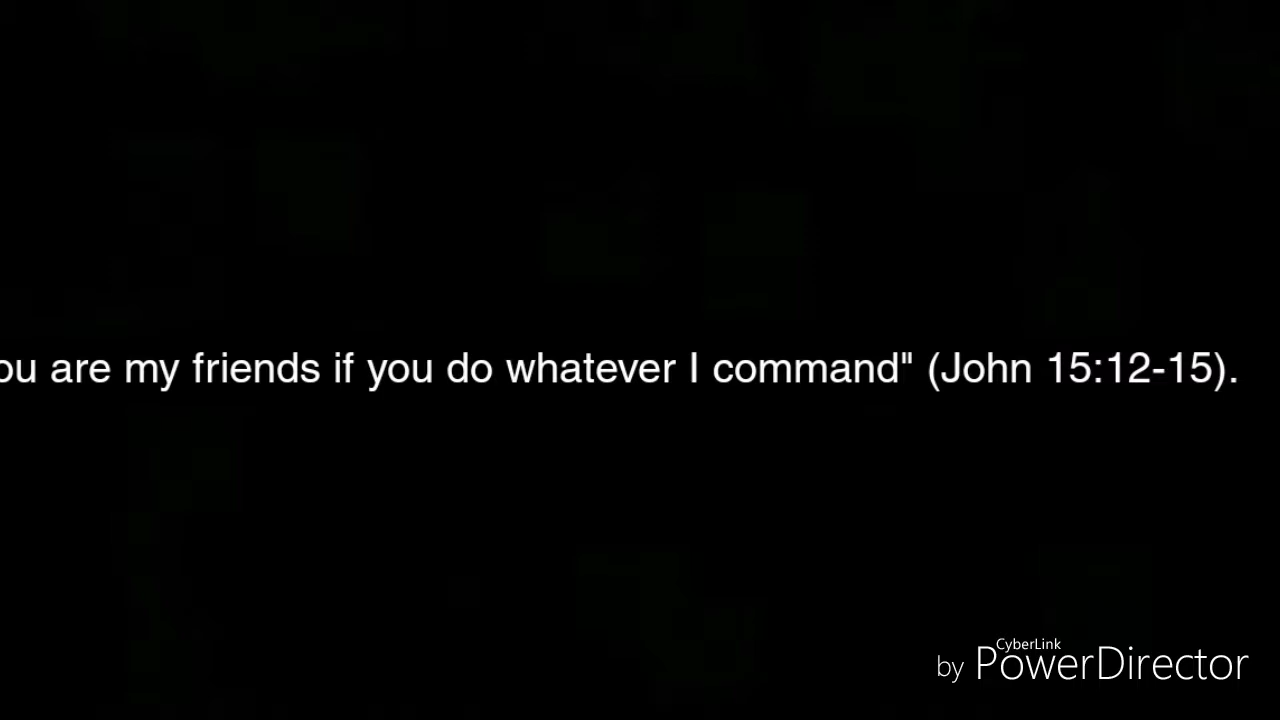 ou are my friends if you do whatever I command" (John 15:12-15).
CyberLink
by PowerDirector